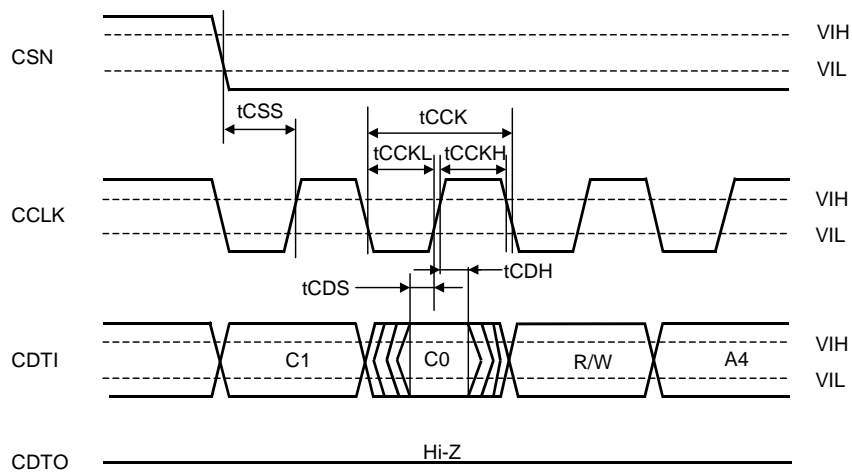 VIH
CSN
VIL
tCSS
tCCK
tCCKL
tCCKH
VIH
CCLK
VIL
tCDH
tCDS
VIH
CDTI
C1
C0
R/W
A4
VIL
Hi-Z
CDTO